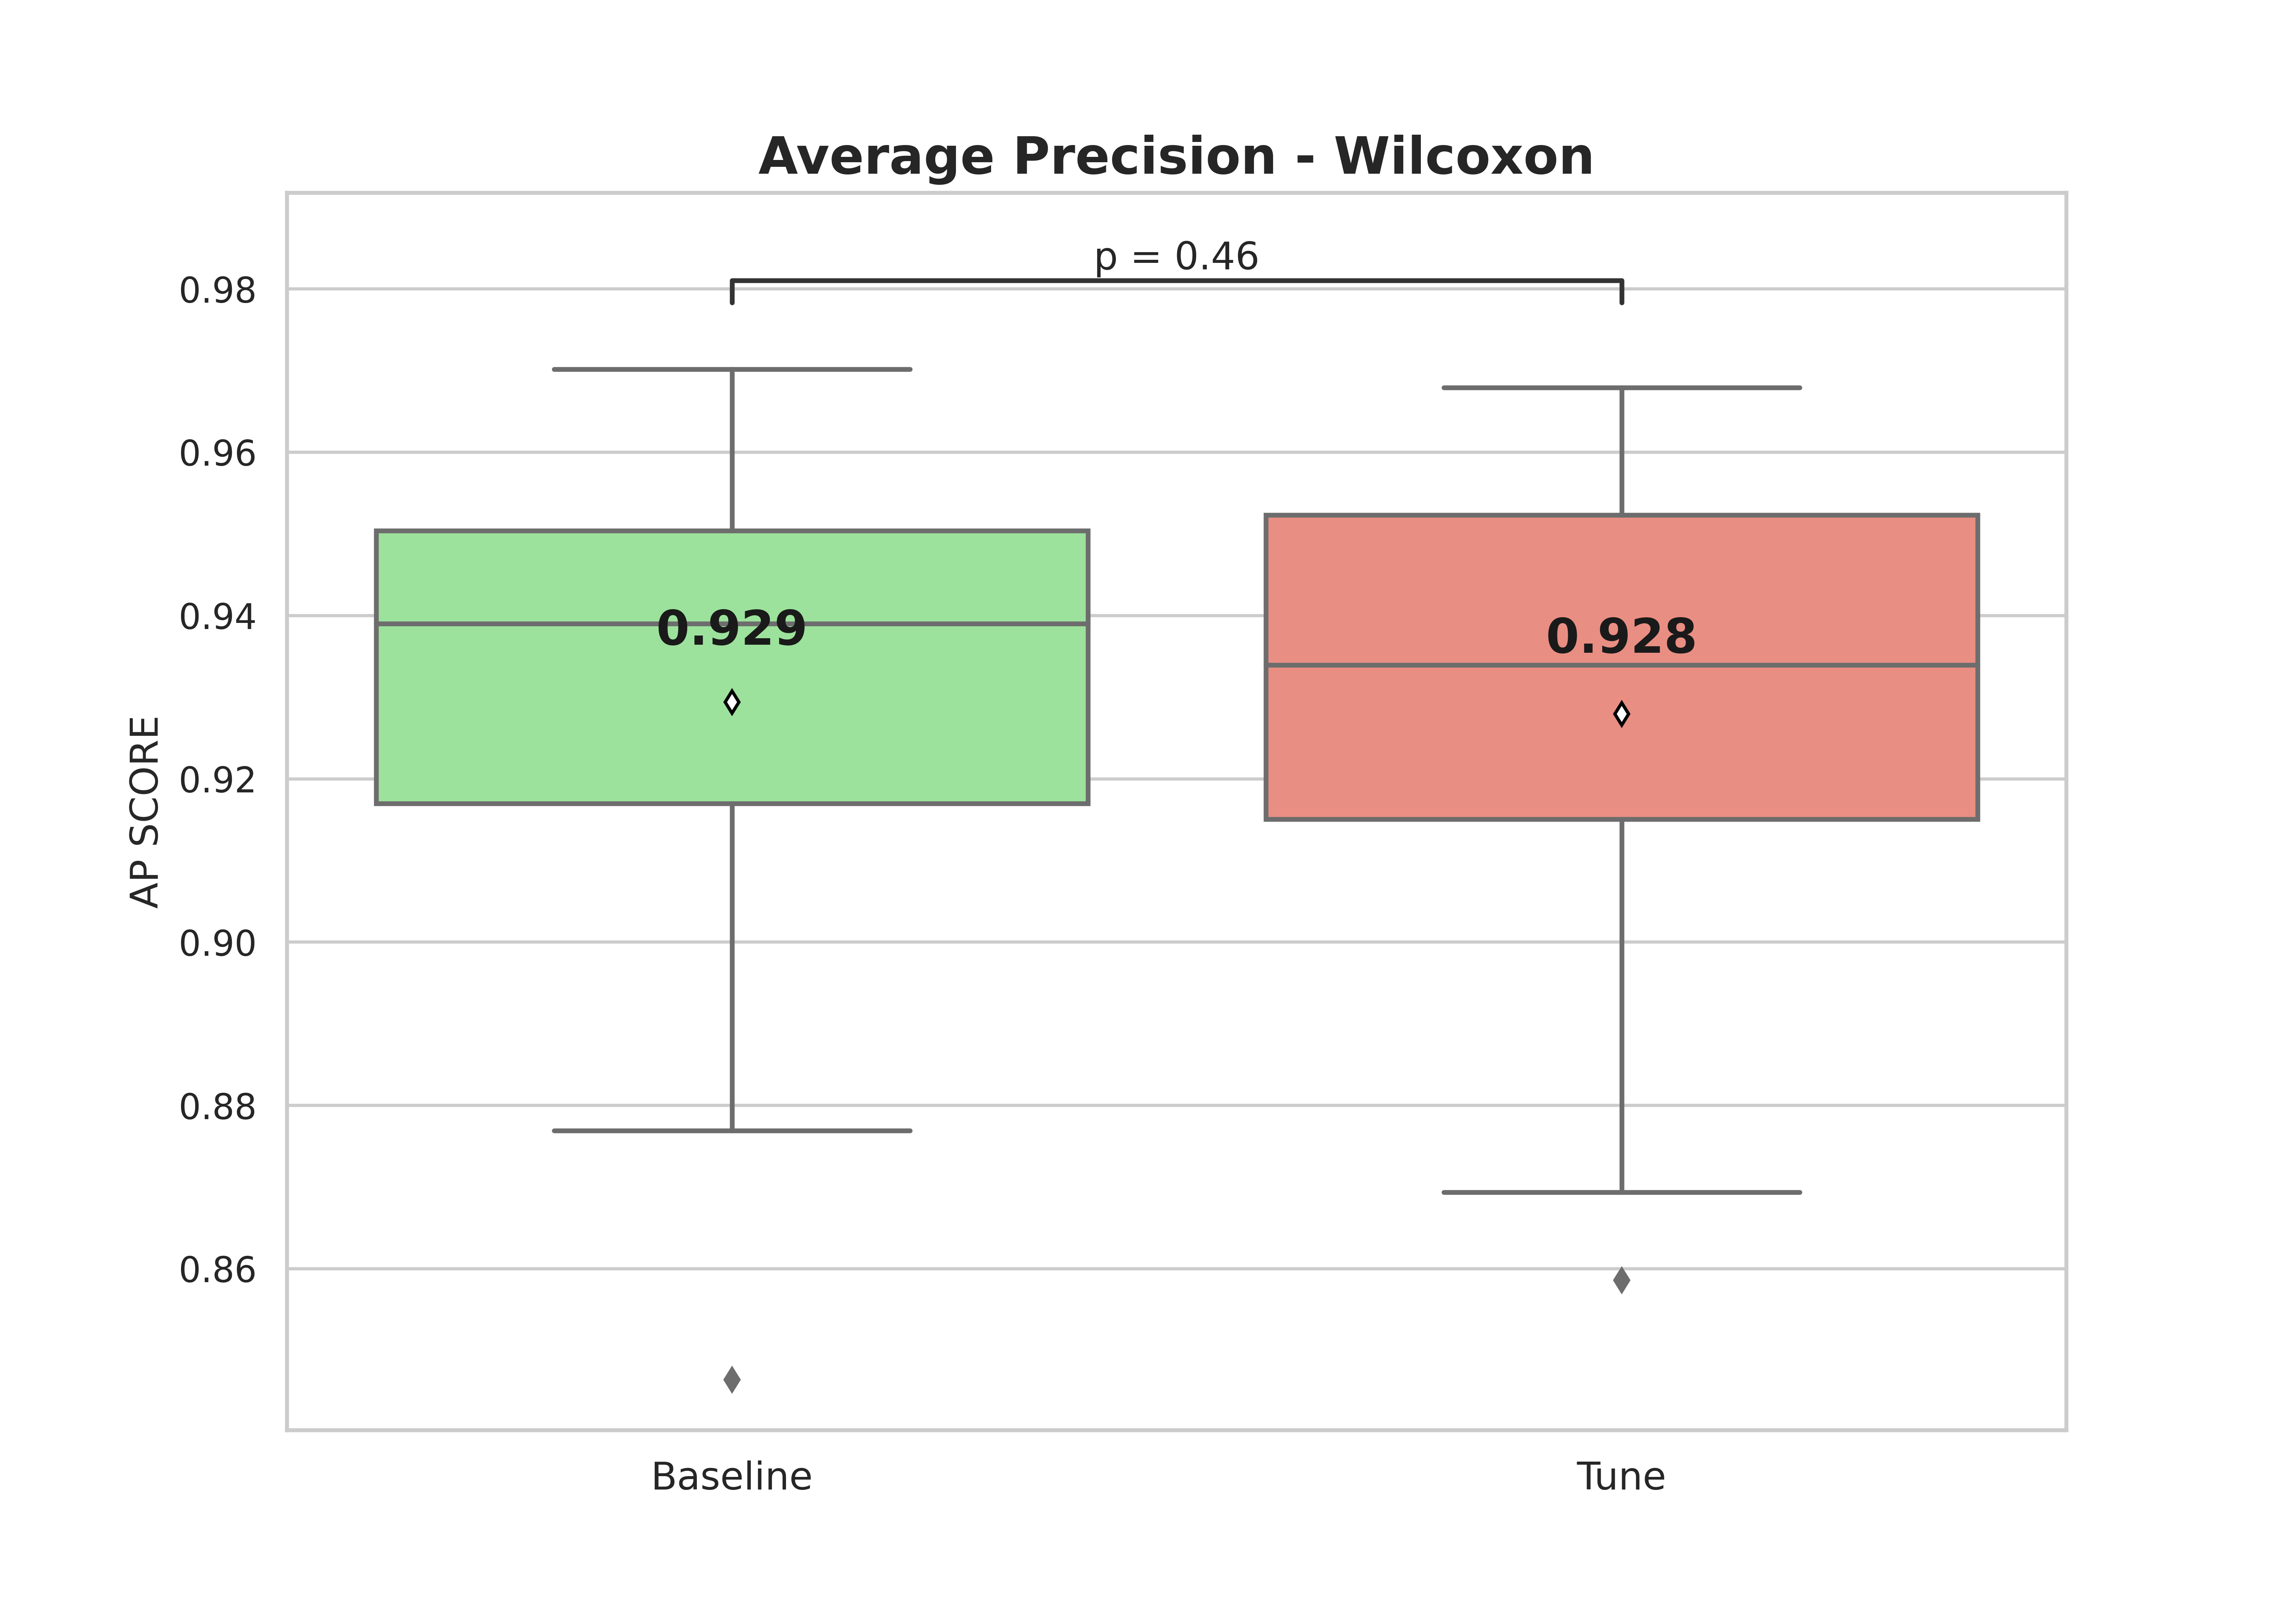 Average Precision - Wilcoxon
p = 0.46
0.98
0.96
0.94
0.92
0.90
0.88
0.86
AP SCORE
0.929
0.928
Baseline
Tune